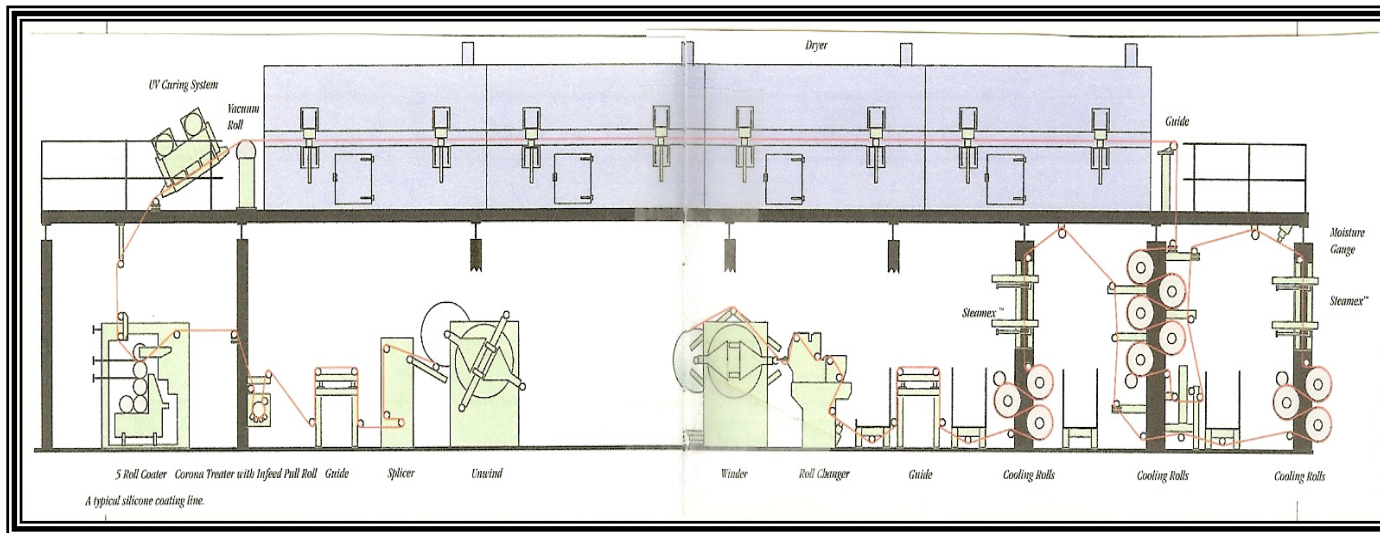 Dryer
UV Curing System
Vacuum
Roll
Guide
Moisture
Gauge
Steamex™
Steamex™
5 Roll Coater
Corona Treater with Infeed Pull Roll
Guide
Splicer
Unwind
Winder
Roll Changer
Guide
Cooling Rolls
Cooling Rolls
Cooling Rolls
A typical silicone coating line.